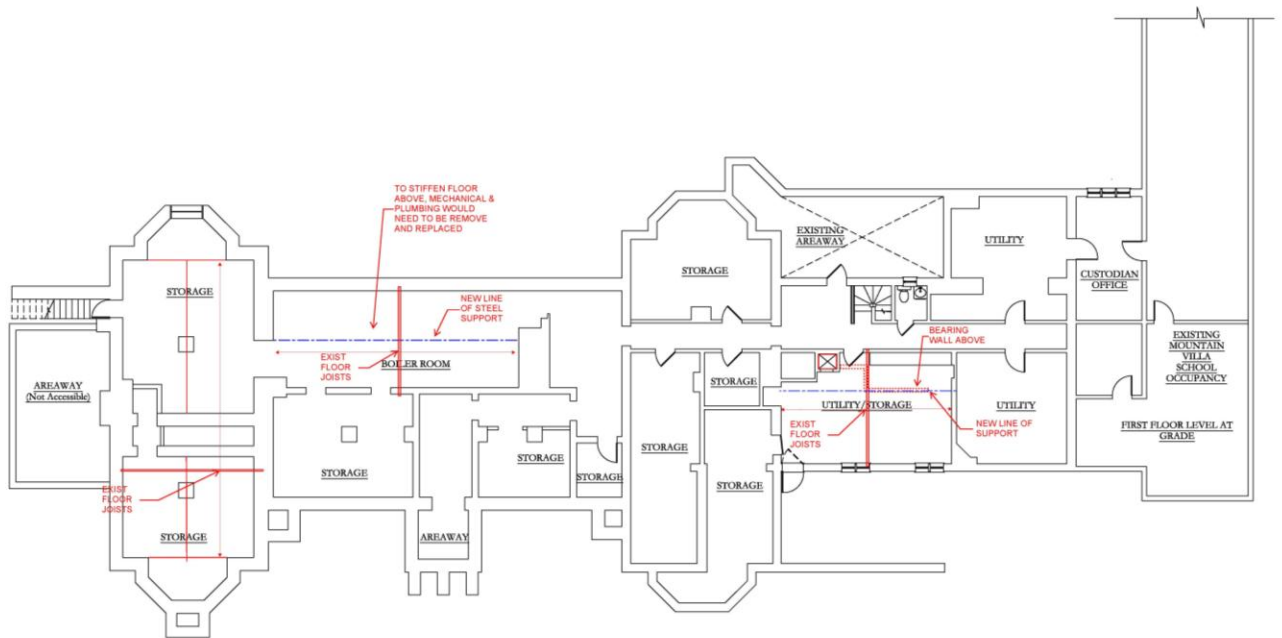 TO STIFFEN FLOOR
ABOVE, MECHANICAL &
PLUMBING WOULD
NEED TO BE REMOVE
AND REPLACED
STORAGE
NEW LINE
OF STEEL
SUPPORT
EXIST
FLOOR
JOISTS
BOILER ROOM
AREAWAY
(Not Accessible)
EXIST
FLOOR
JOISTS
STORAGE
STORAGE
AREAWAY
STORAGE
STORAGE
STORAGE
EXISTING
AREAWAY
UTILITY
CUSTODIAN
OFFICE
STORAGE
STORAGE
STORAGE
BEARING
WALL ABOVE
UTILITY/STORAGE
EXIST
FLOOR
JOISTS
NEW LINE OF
SUPPORT
UTILITY
EXISTING
MOUNTAIN
VILLA
SCHOOL
OCCUPANCY
FIRST FLOOR LEVEL AT
GRADE